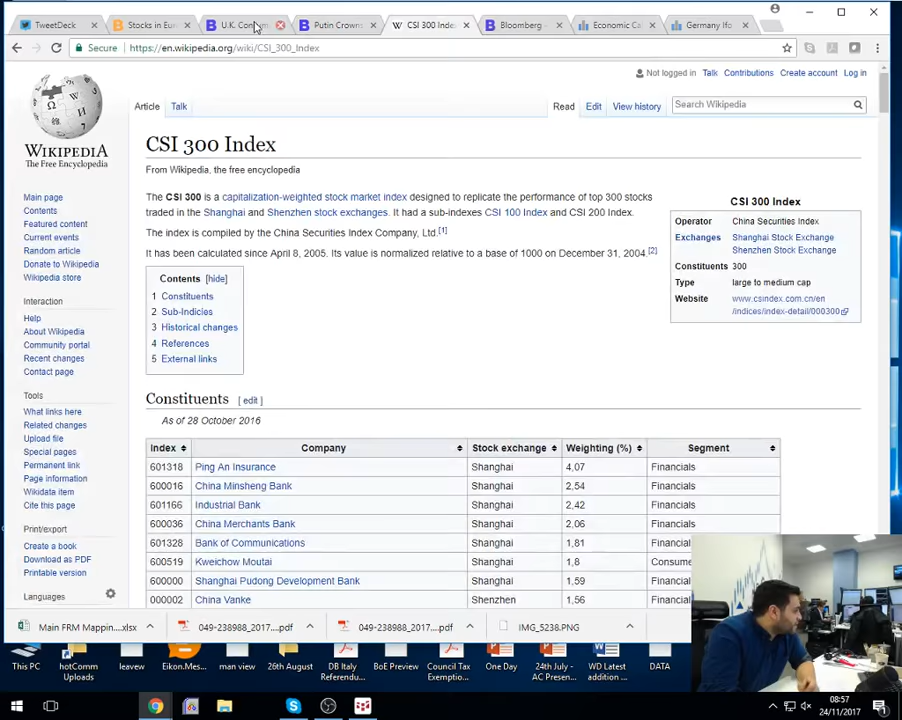 TweetDeck
Stocks in Eur
U.K. Con
Putin Crown
CSI 300 Index
Bloomberg
Economic Ca
Germany Ifo
Secure
https://en.wikipedia.org/wiki/CSI_300_Index
WIKIPEDIA
The Free Encyclopedia
Not logged in Talk Contributions Create account Log in
Article Talk
Read Edit View history
Search Wikipedia
CSI 300 Index
From Wikipedia, the free encyclopedia
The CSI 300 is a capitalization-weighted stock market index designed to replicate the performance of top 300 stocks
traded in the Shanghai and Shenzhen stock exchanges. It had a sub-indexes CSI 100 Index and CSI 200 Index.
The index is compiled by the China Securities Index Company, Ltd.[1]
It has been calculated since April 8, 2005. Its value is normalized relative to a base of 1000 on December 31, 2004.[2]
CSI 300 Index
Operator China Securities Index
Exchanges Shanghai Stock Exchange
Shenzhen Stock Exchange
Constituents 300
Type large to medium cap
Website www.csindex.com.cn/en
/indices/index-detail/000300
Contents [hide]
1 Constituents
2 Sub-Indicies
3 Historical changes
4 References
5 External links
Main page
Contents
Featured content
Current events
Random article
Donate to Wikipedia
Wikipedia store
Interaction
Help
About Wikipedia
Community portal
Recent changes
Contact page
Tools
What links here
Related changes
Upload file
Special pages
Permanent link
Page information
Wikidata item
Cite this page
Print/export
Create a book
Download as PDF
Printable version
Languages
Constituents [ edit ]
As of 28 October 2016
Index Company Stock exchange Weighting (%) Segment
601318 Ping An Insurance Shanghai 4,07 Financials
600016 China Minsheng Bank Shanghai 2,54 Financials
601166 Industrial Bank Shanghai 2,42 Financials
600036 China Merchants Bank Shanghai 2,06 Financials
601328 Bank of Communications Shanghai 1,81 Financials
600519 Kweichow Moutai Shanghai 1,8 Consume
600000 Shanghai Pudong Development Bank Shanghai 1,59 Financials
000002 China Vanke Shenzhen 1,56 Financials
Main FRM Mappin....xlsx
049-238988_2017....pdf
049-238988_2017....pdf
IMG_5238.PNG
This PC
hotComm
Uploads
leavew
Eikon.Mes...
man view
26th August
DB Italy
Referendu...
BoE Preview
Council Tax
Exemptio...
One Day
24th July -
AC Presen...
WD Latest
addition ...
DATA
08:57
24/11/2017